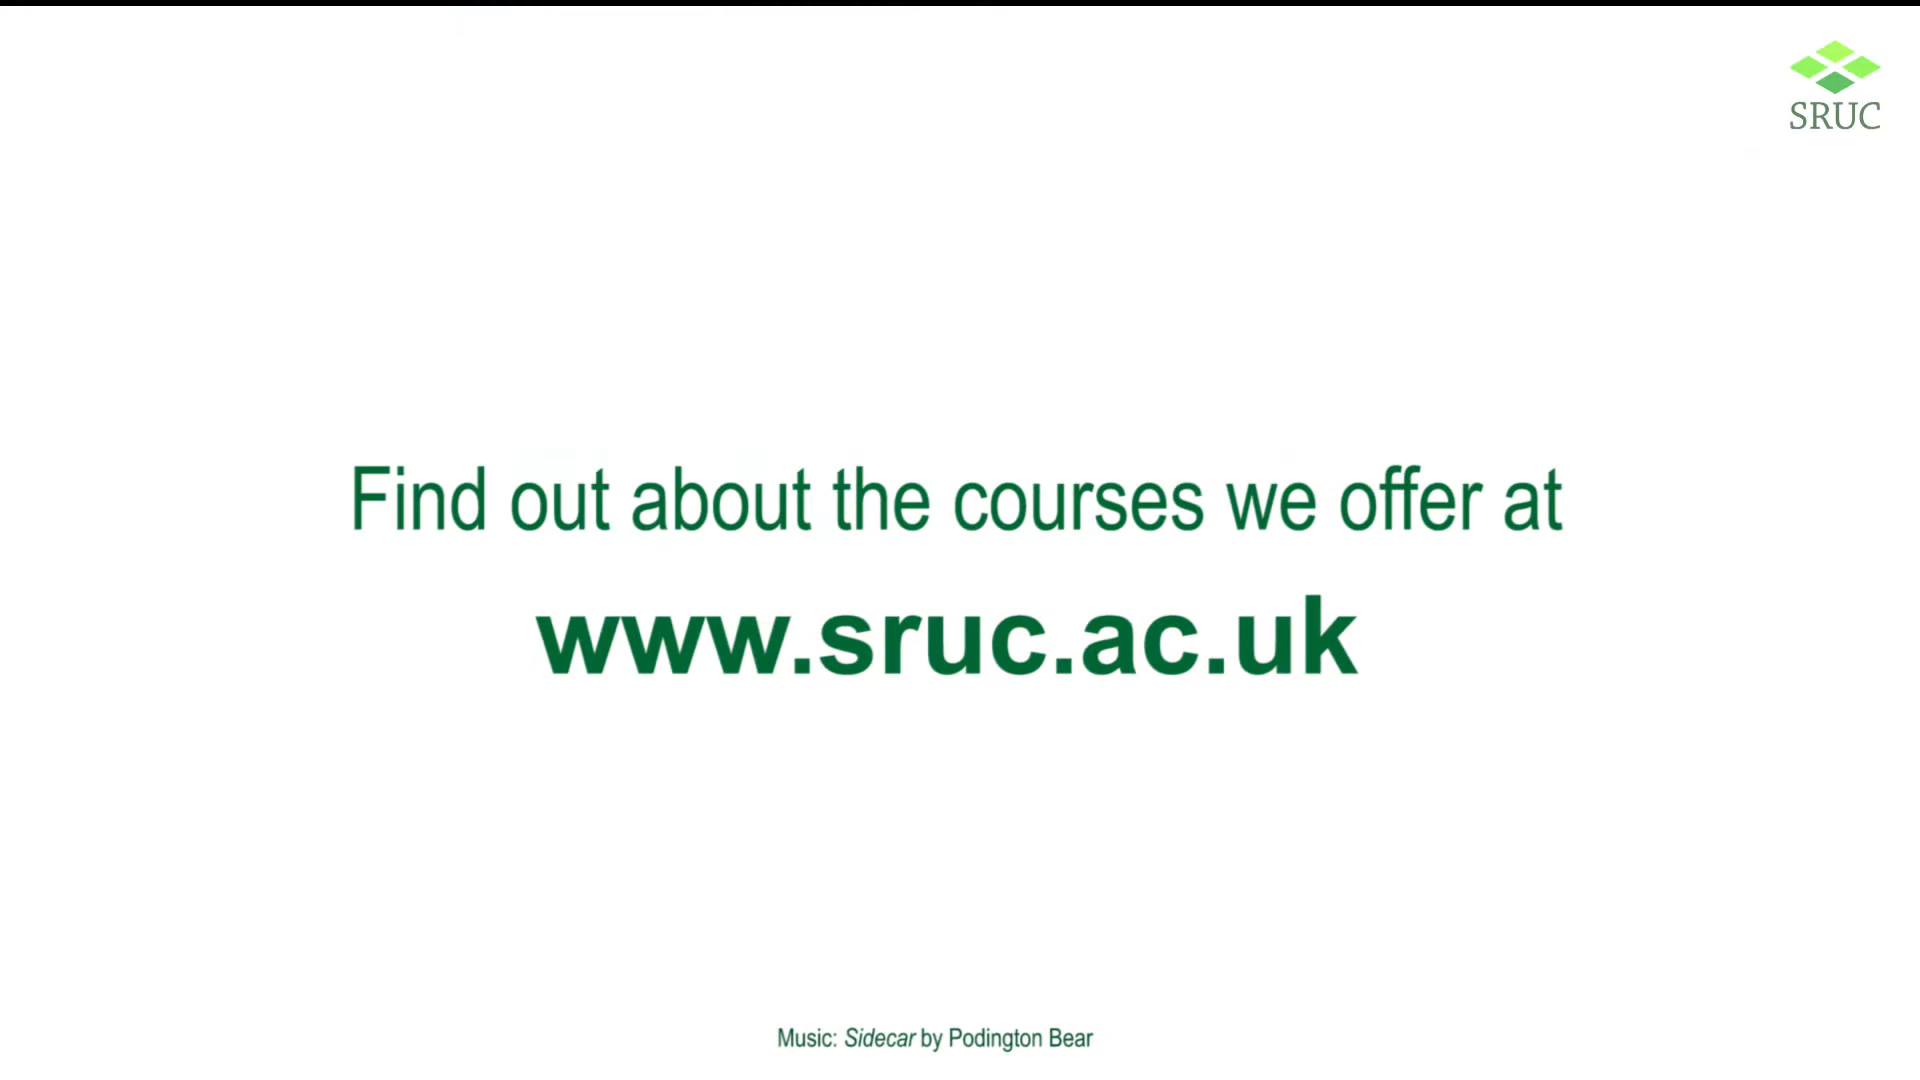 SRUC
Find out about the courses we offer at
www.sruc.ac.uk
Music: Sidecar by Podington Bear